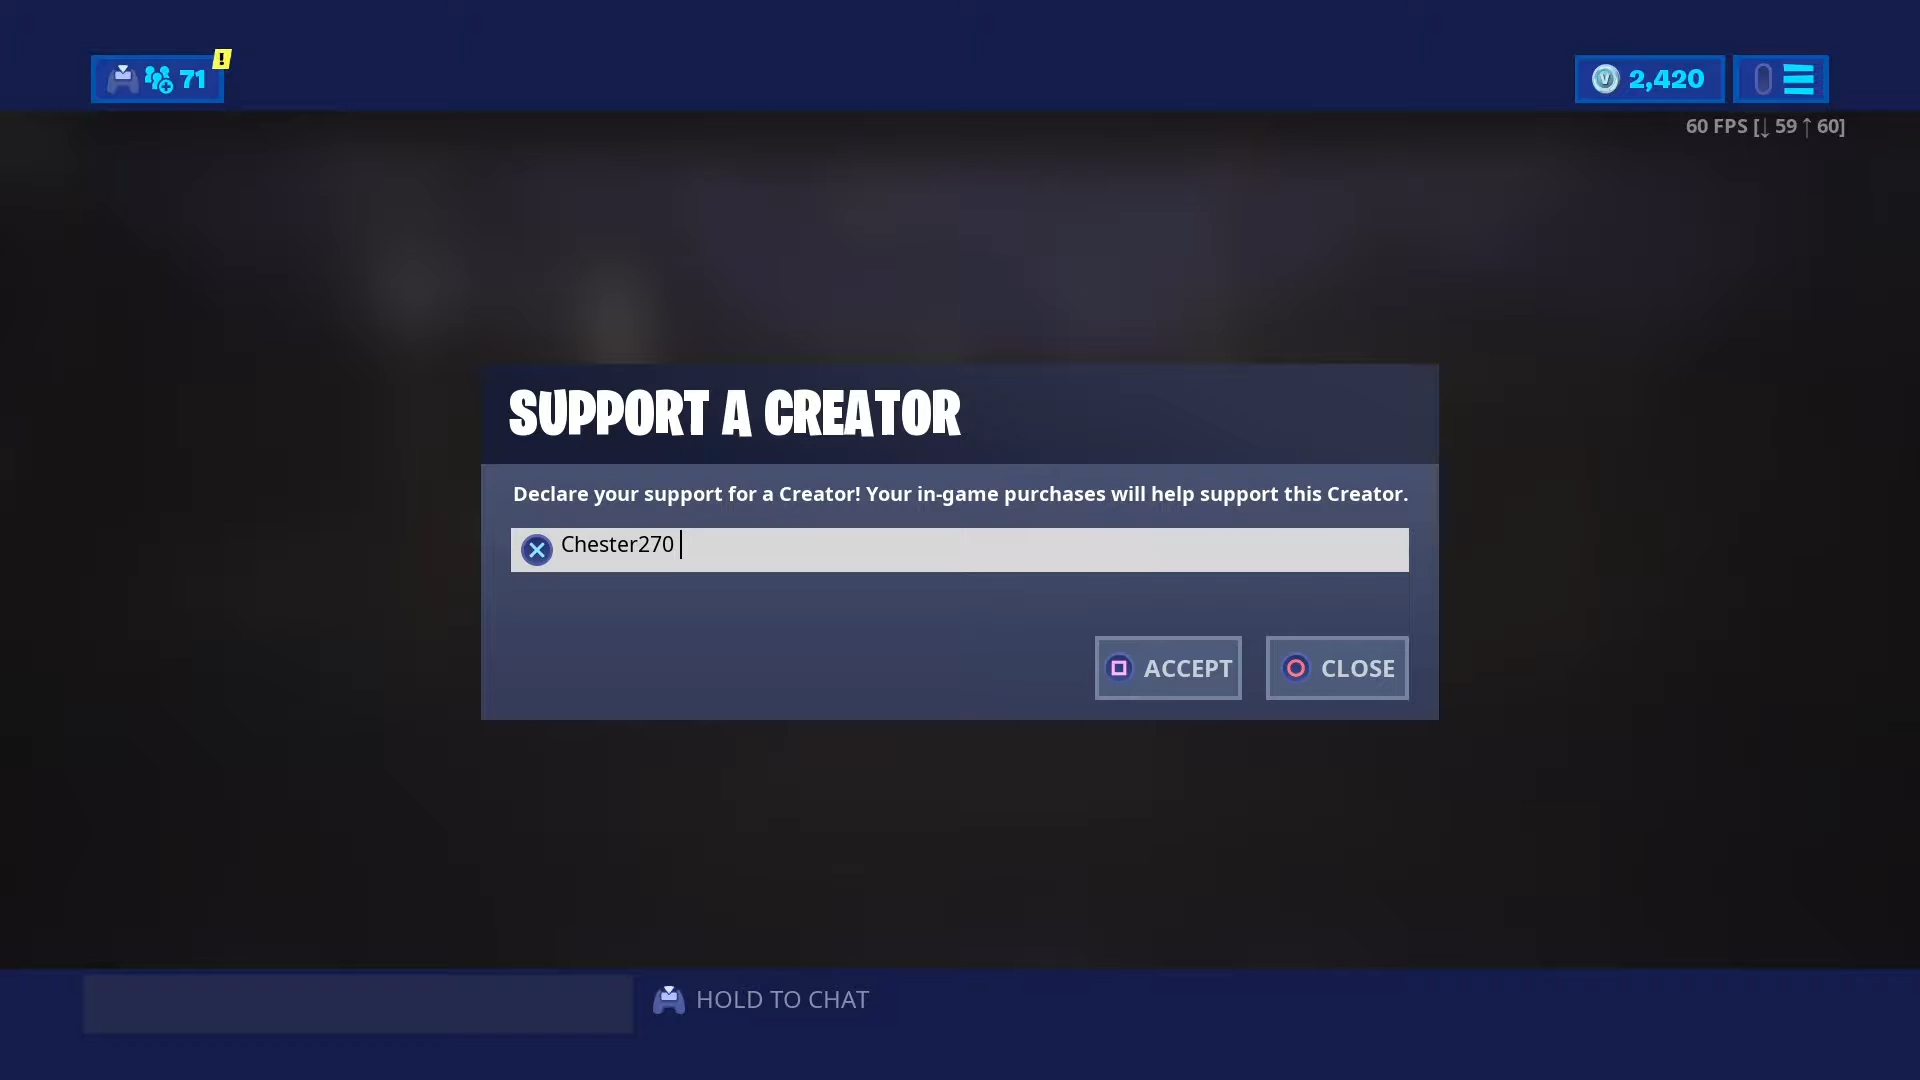 71
!
2,420
60 FPS [↓ 59 ↑ 60]
SUPPORT A CREATOR
Declare your support for a Creator! Your in-game purchases will help support this Creator.
Chester270
ACCEPT
CLOSE
HOLD TO CHAT